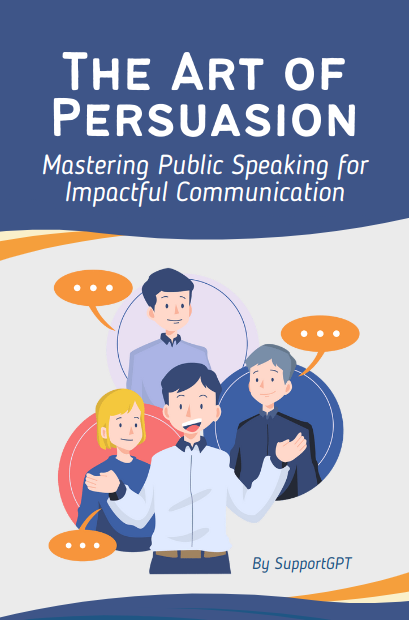 The Art of
Persuasion
Mastering Public Speaking for
Impactful Communication
By SupportGPT